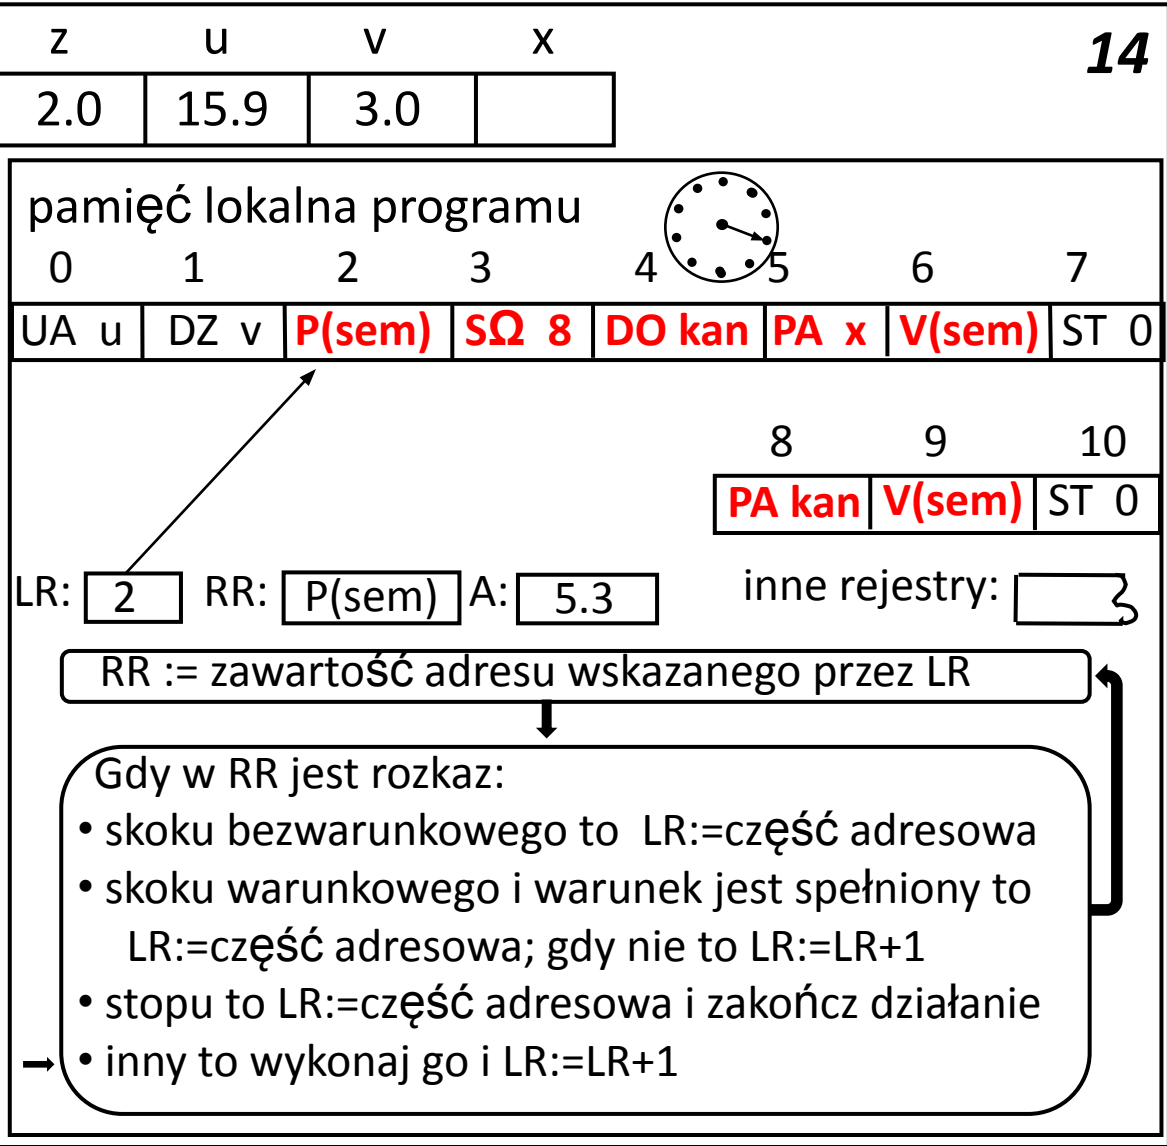 z u v x 14
2.0 15.9 3.0
pamięć lokalna programu
0 1 2 3 4 5 6 7
UA u DZ v P(sem) SΩ 8 DO kan PA x V(sem) ST 0
8 9 10
PA kan V(sem) ST 0
LR: 2 RR: P(sem) A: 5.3 inne rejestry:
RR := zawartość adresu wskazanego przez LR
Gdy w RR jest rozkaz:
• skoku bezwarunkowego to LR:=część adresowa
• skoku warunkowego i warunek jest spełniony to
LR:=część adresowa; gdy nie to LR:=LR+1
• stopu to LR:=część adresowa i zakończ działanie
• inny to wykonaj go i LR:=LR+1